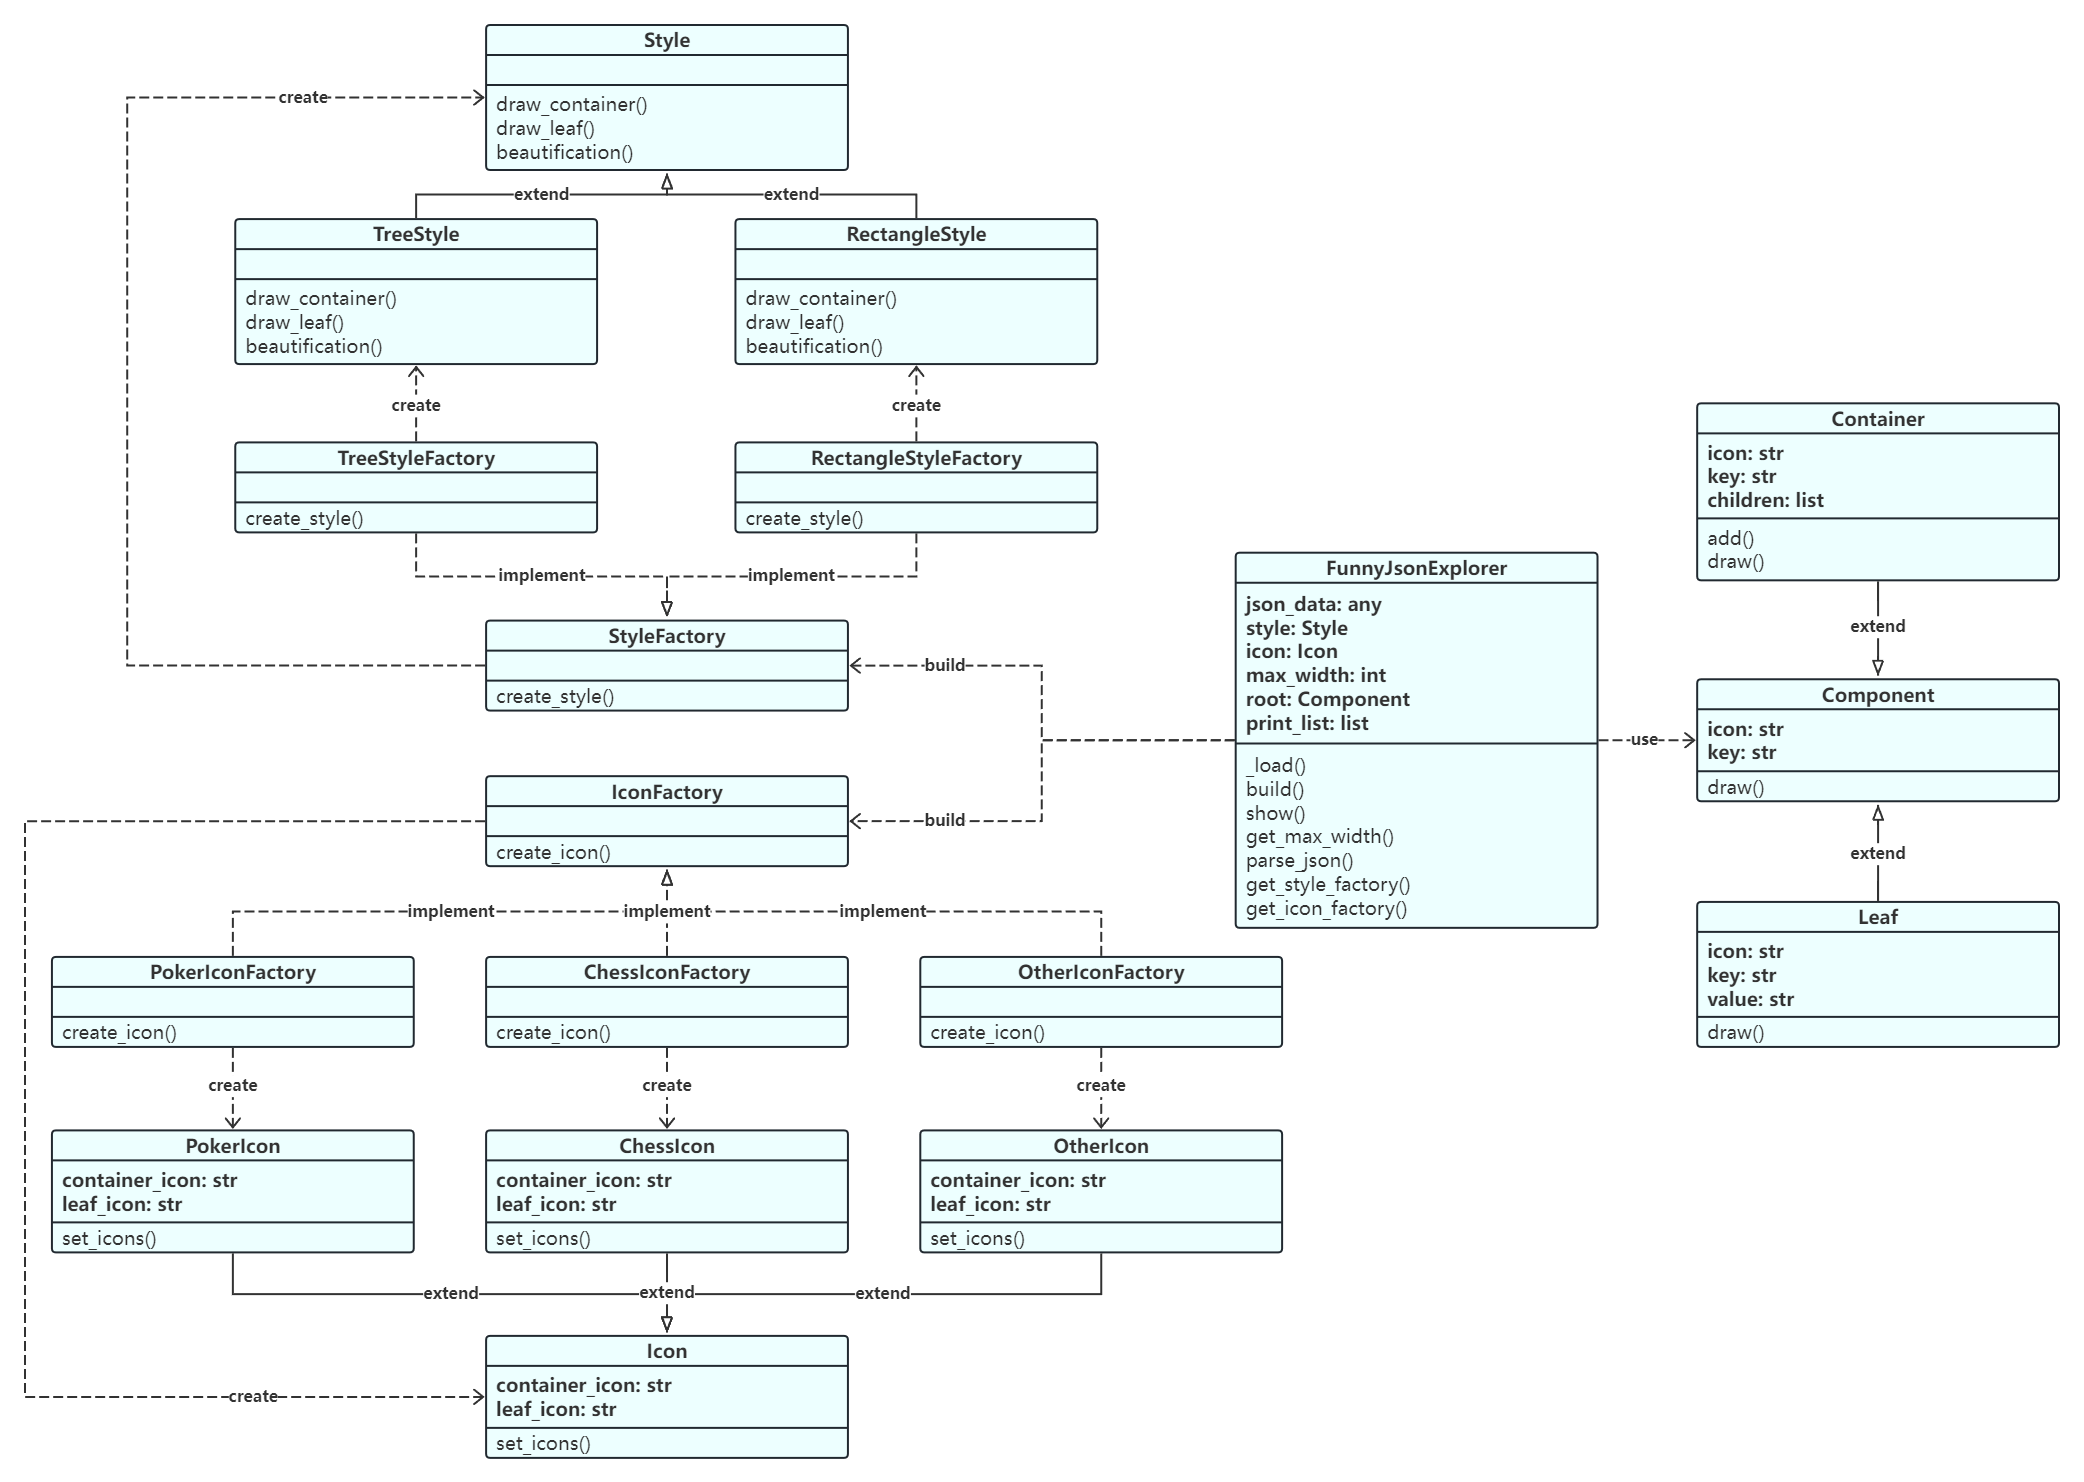 Style
draw_container()
draw_leaf()
beautification()
create
extend
extend
TreeStyle
draw_container()
draw_leaf()
beautification()
RectangleStyle
draw_container()
draw_leaf()
beautification()
create
create
TreeStyleFactory
create_style()
RectangleStyleFactory
create_style()
implement
implement
StyleFactory
create_style()
build
IconFactory
create_icon()
build
FunnyJsonExplorer
json_data: any
style: Style
icon: Icon
max_width: int
root: Component
print_list: list
_load()
build()
show()
get_max_width()
parse_json()
get_style_factory()
get_icon_factory()
use
Container
icon: str
key: str
children: list
add()
draw()
extend
Component
icon: str
key: str
draw()
extend
Leaf
icon: str
key: str
value: str
draw()
implement
implement
implement
PokerIconFactory
create_icon()
ChessIconFactory
create_icon()
OtherIconFactory
create_icon()
create
create
create
PokerIcon
container_icon: str
leaf_icon: str
set_icons()
ChessIcon
container_icon: str
leaf_icon: str
set_icons()
OtherIcon
container_icon: str
leaf_icon: str
set_icons()
extend
extend
extend
Icon
container_icon: str
leaf_icon: str
set_icons()
create